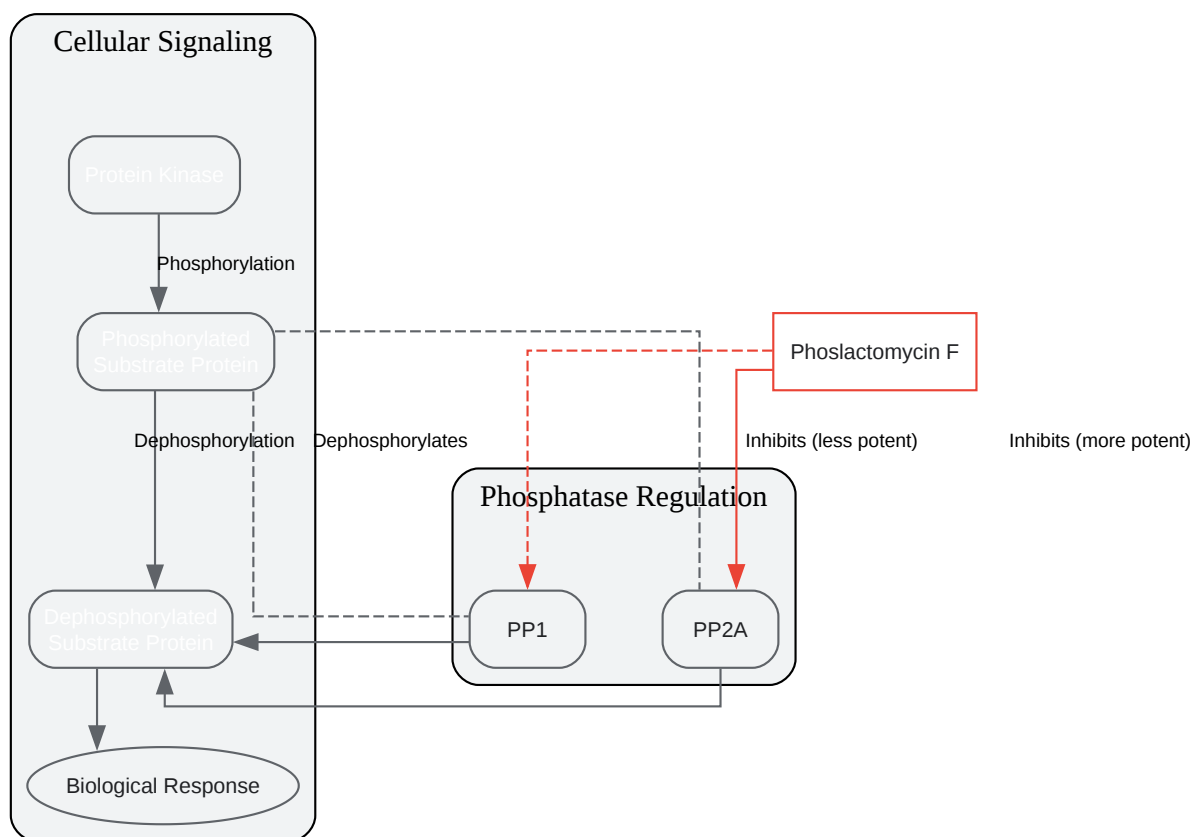 Cellular Signaling
Protein Kinase
Phosphorylation
Phosphorylated
Substrate Protein
Phoslactomycin F
Dephosphorylation
Dephosphorylates
Inhibits (less potent)
Inhibits (more potent)
Phosphatase Regulation
Dephosphorylated
Substrate Protein
PP1
PP2A
Biological Response